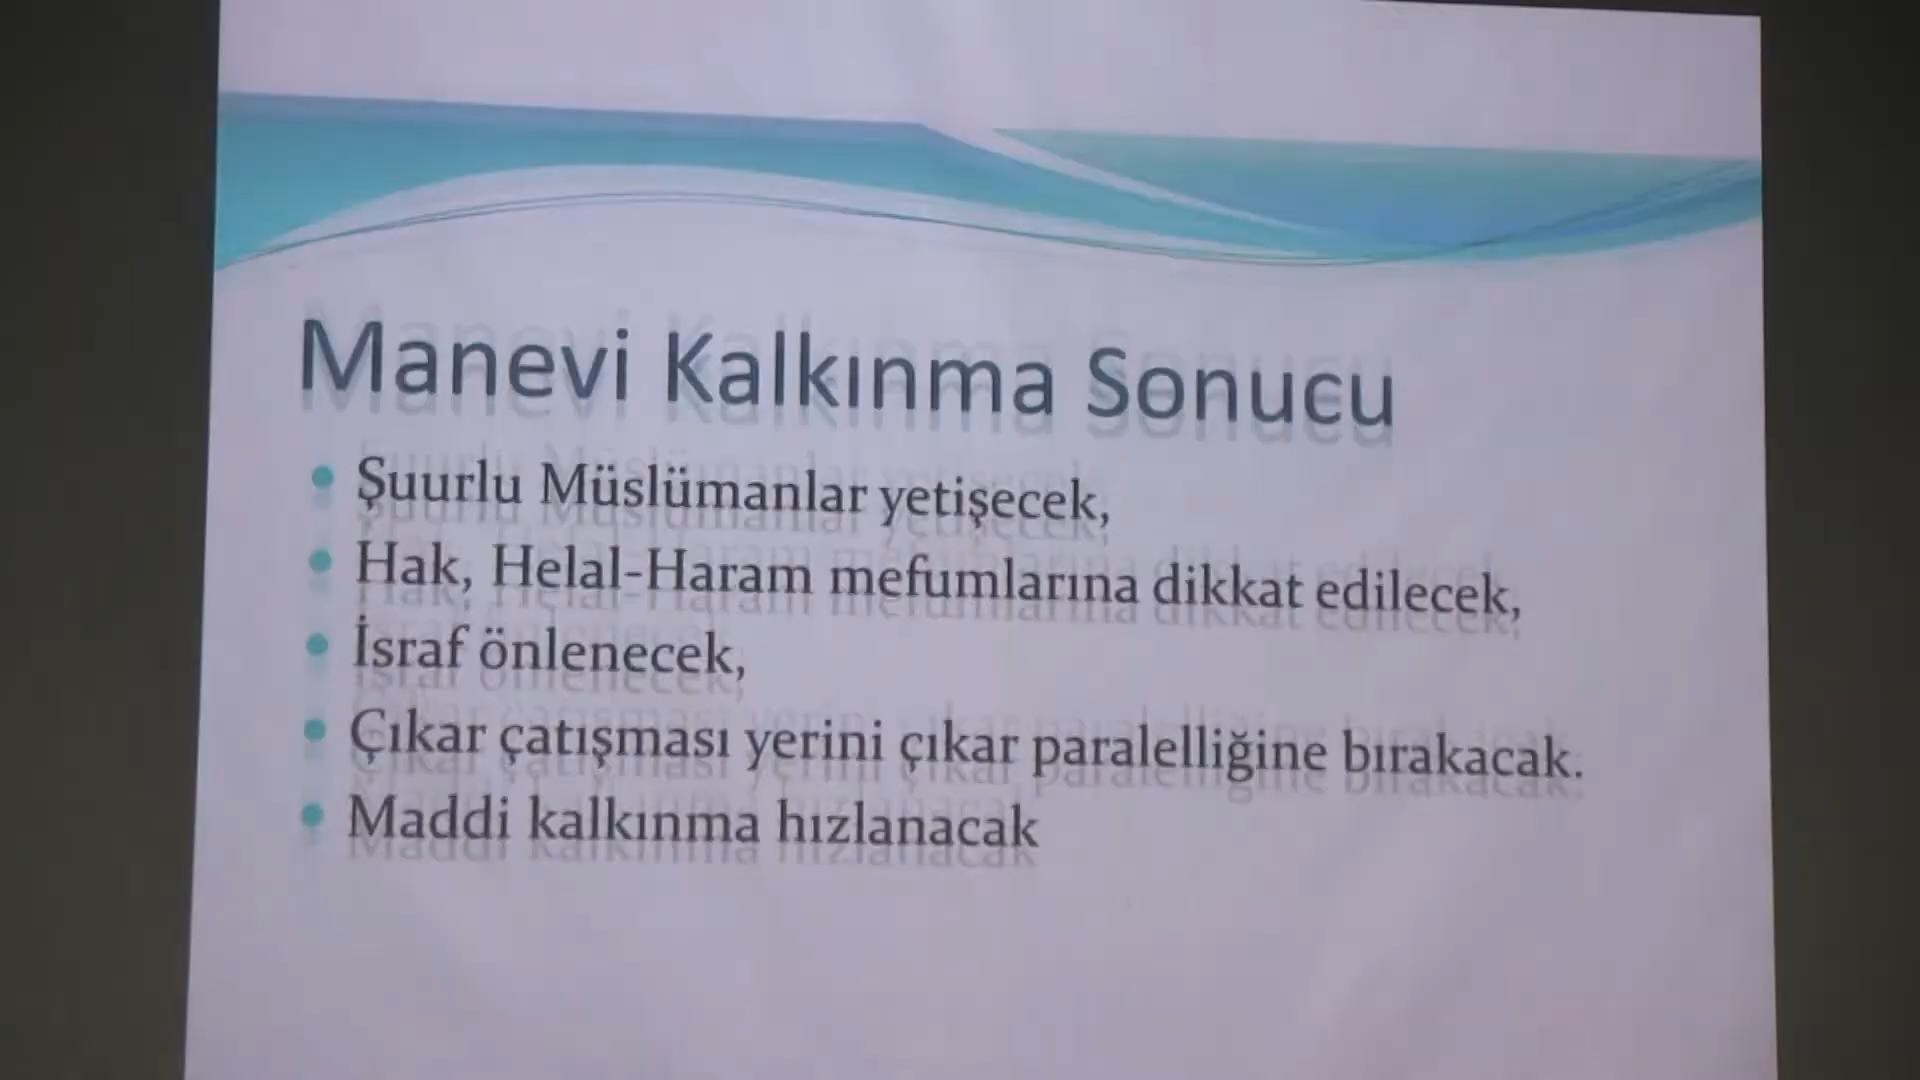 Manevi Kalkınma Sonucu
• Şuurlu Müslümanlar yetişecek,
• Hak, Helal-Haram mefumlarına dikkat edilecek,
• İsraf önlenecek,
• Çıkar çatışması yerini çıkar paralelliğine bırakacak.
• Maddi kalkınma hızlanacak